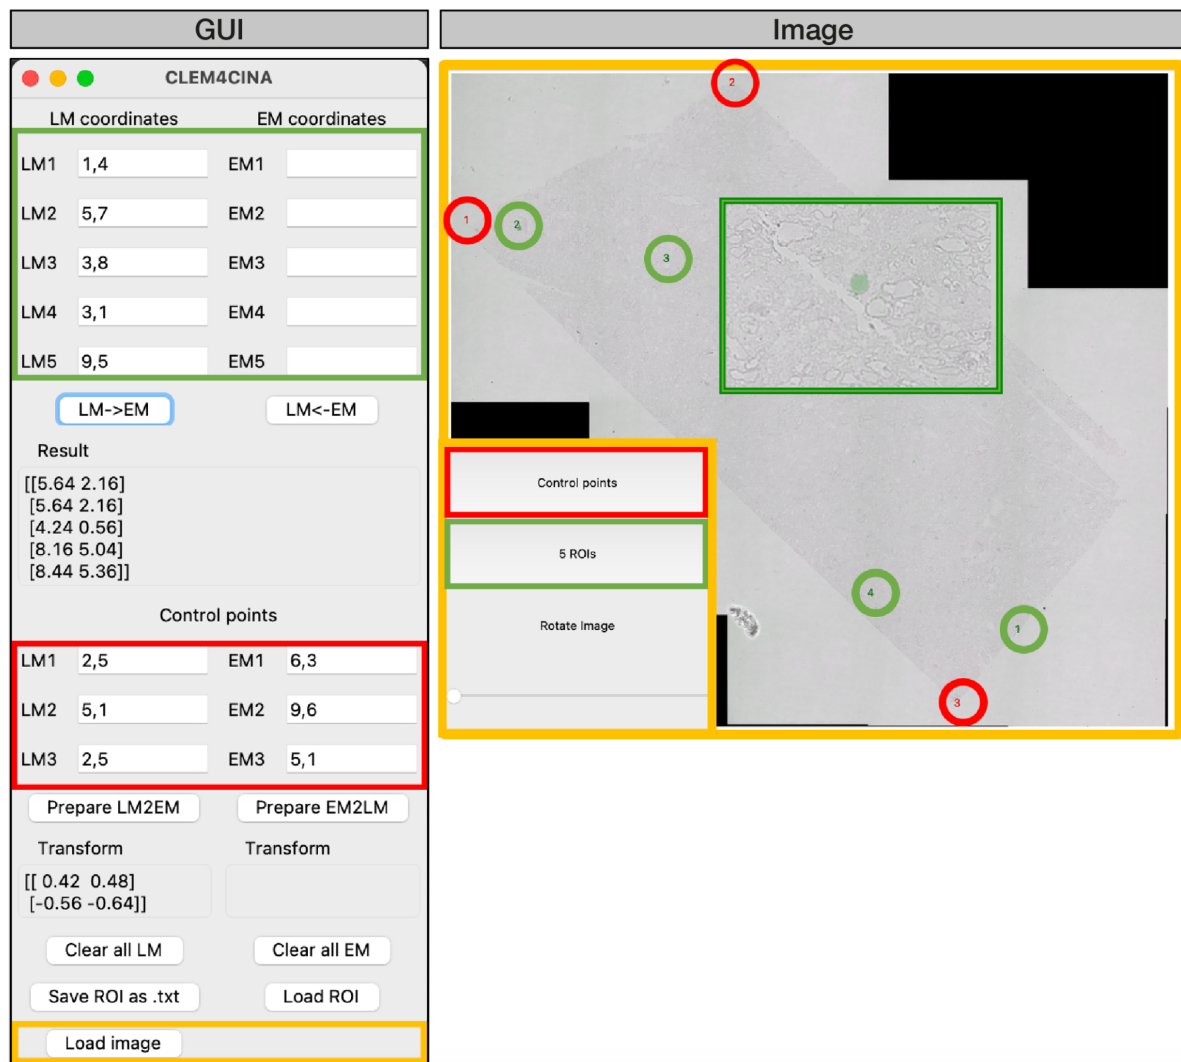 GUI
Image
CLEM4CINA
LM coordinates EM coordinates
LM1 1,4 EM1
LM2 5,7 EM2
LM3 3,8 EM3
LM4 3,1 EM4
LM5 9,5 EM5
LM->EM LM<-EM
Result
[[5.64 2.16]
[5.64 2.16]
[4.24 0.56]
[8.16 5.04]
[8.44 5.36]]
Control points
LM1 2,5 EM1 6,3
LM2 5,1 EM2 9,6
LM3 2,5 EM3 5,1
Prepare LM2EM Prepare EM2LM
Transform Transform
[[ 0.42 0.48]
[-0.56 -0.64]]
Clear all LM Clear all EM
Save ROI as .txt Load ROI
Load image
2
1
2
3
Control points
5 ROIs
Rotate Image
4
1
3